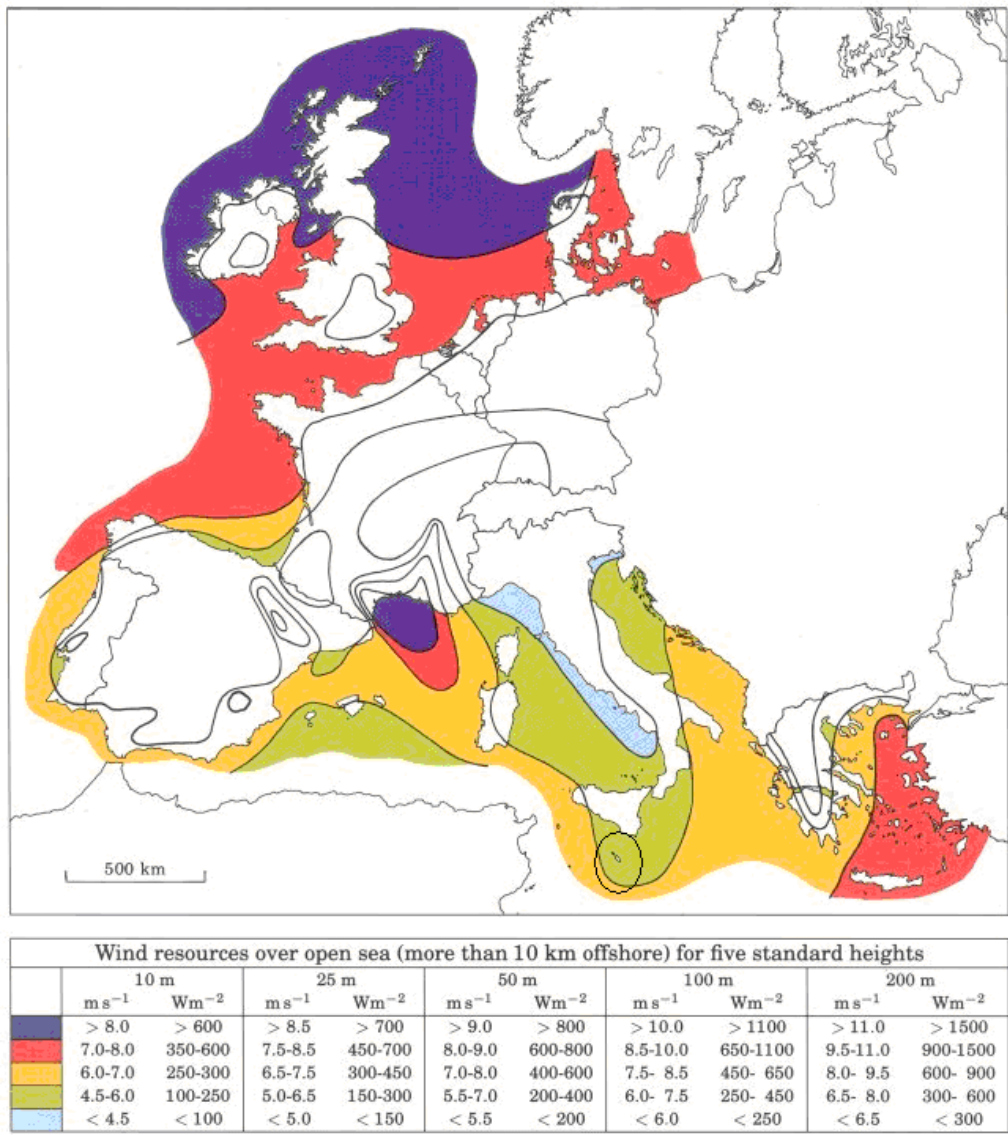 500 km
Wind resources over open sea (more than 10 km offshore) for five standard heights
10 m 25 m 50 m 100 m 200 m
m s⁻¹ Wm⁻² m s⁻¹ Wm⁻² m s⁻¹ Wm⁻² m s⁻¹ Wm⁻² m s⁻¹ Wm⁻²
> 8.0 > 600 > 8.5 > 700 > 9.0 > 800 > 10.0 > 1100 > 11.0 > 1500
7.0-8.0 350-600 7.5-8.5 450-700 8.0-9.0 600-800 8.5-10.0 650-1100 9.5-11.0 900-1500
6.0-7.0 250-300 6.5-7.5 300-450 7.0-8.0 400-600 7.5- 8.5 450- 650 8.0- 9.5 600- 900
4.5-6.0 100-250 5.0-6.5 150-300 5.5-7.0 200-400 6.0- 7.5 250- 450 6.5- 8.0 300- 600
< 4.5 < 100 < 5.0 < 150 < 5.5 < 200 < 6.0 < 250 < 6.5 < 300